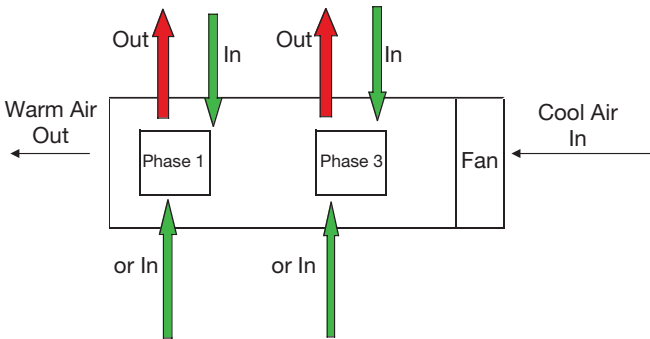 Out
In
Out
In
Warm Air
Out
Cool Air
In
Phase 1
Phase 3
Fan
or In
or In